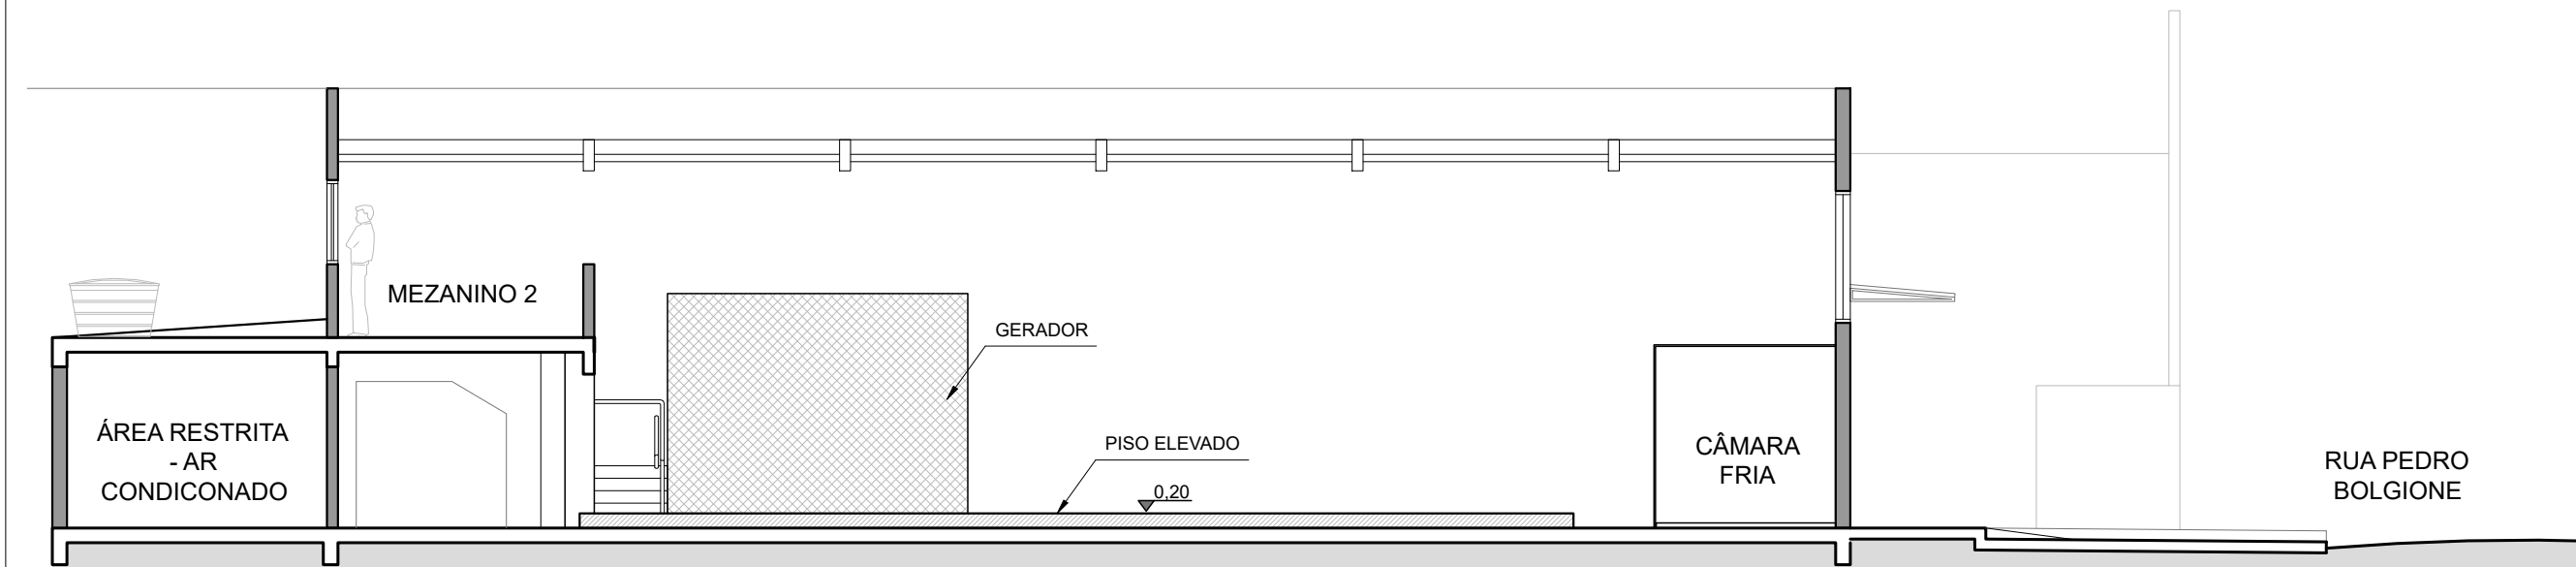 MEZANINO 2
GERADOR
ÁREA RESTRITA
- AR
CONDICONADO
PISO ELEVADO
0,20
CÂMARA
FRIA
RUA PEDRO
BOLGIONE